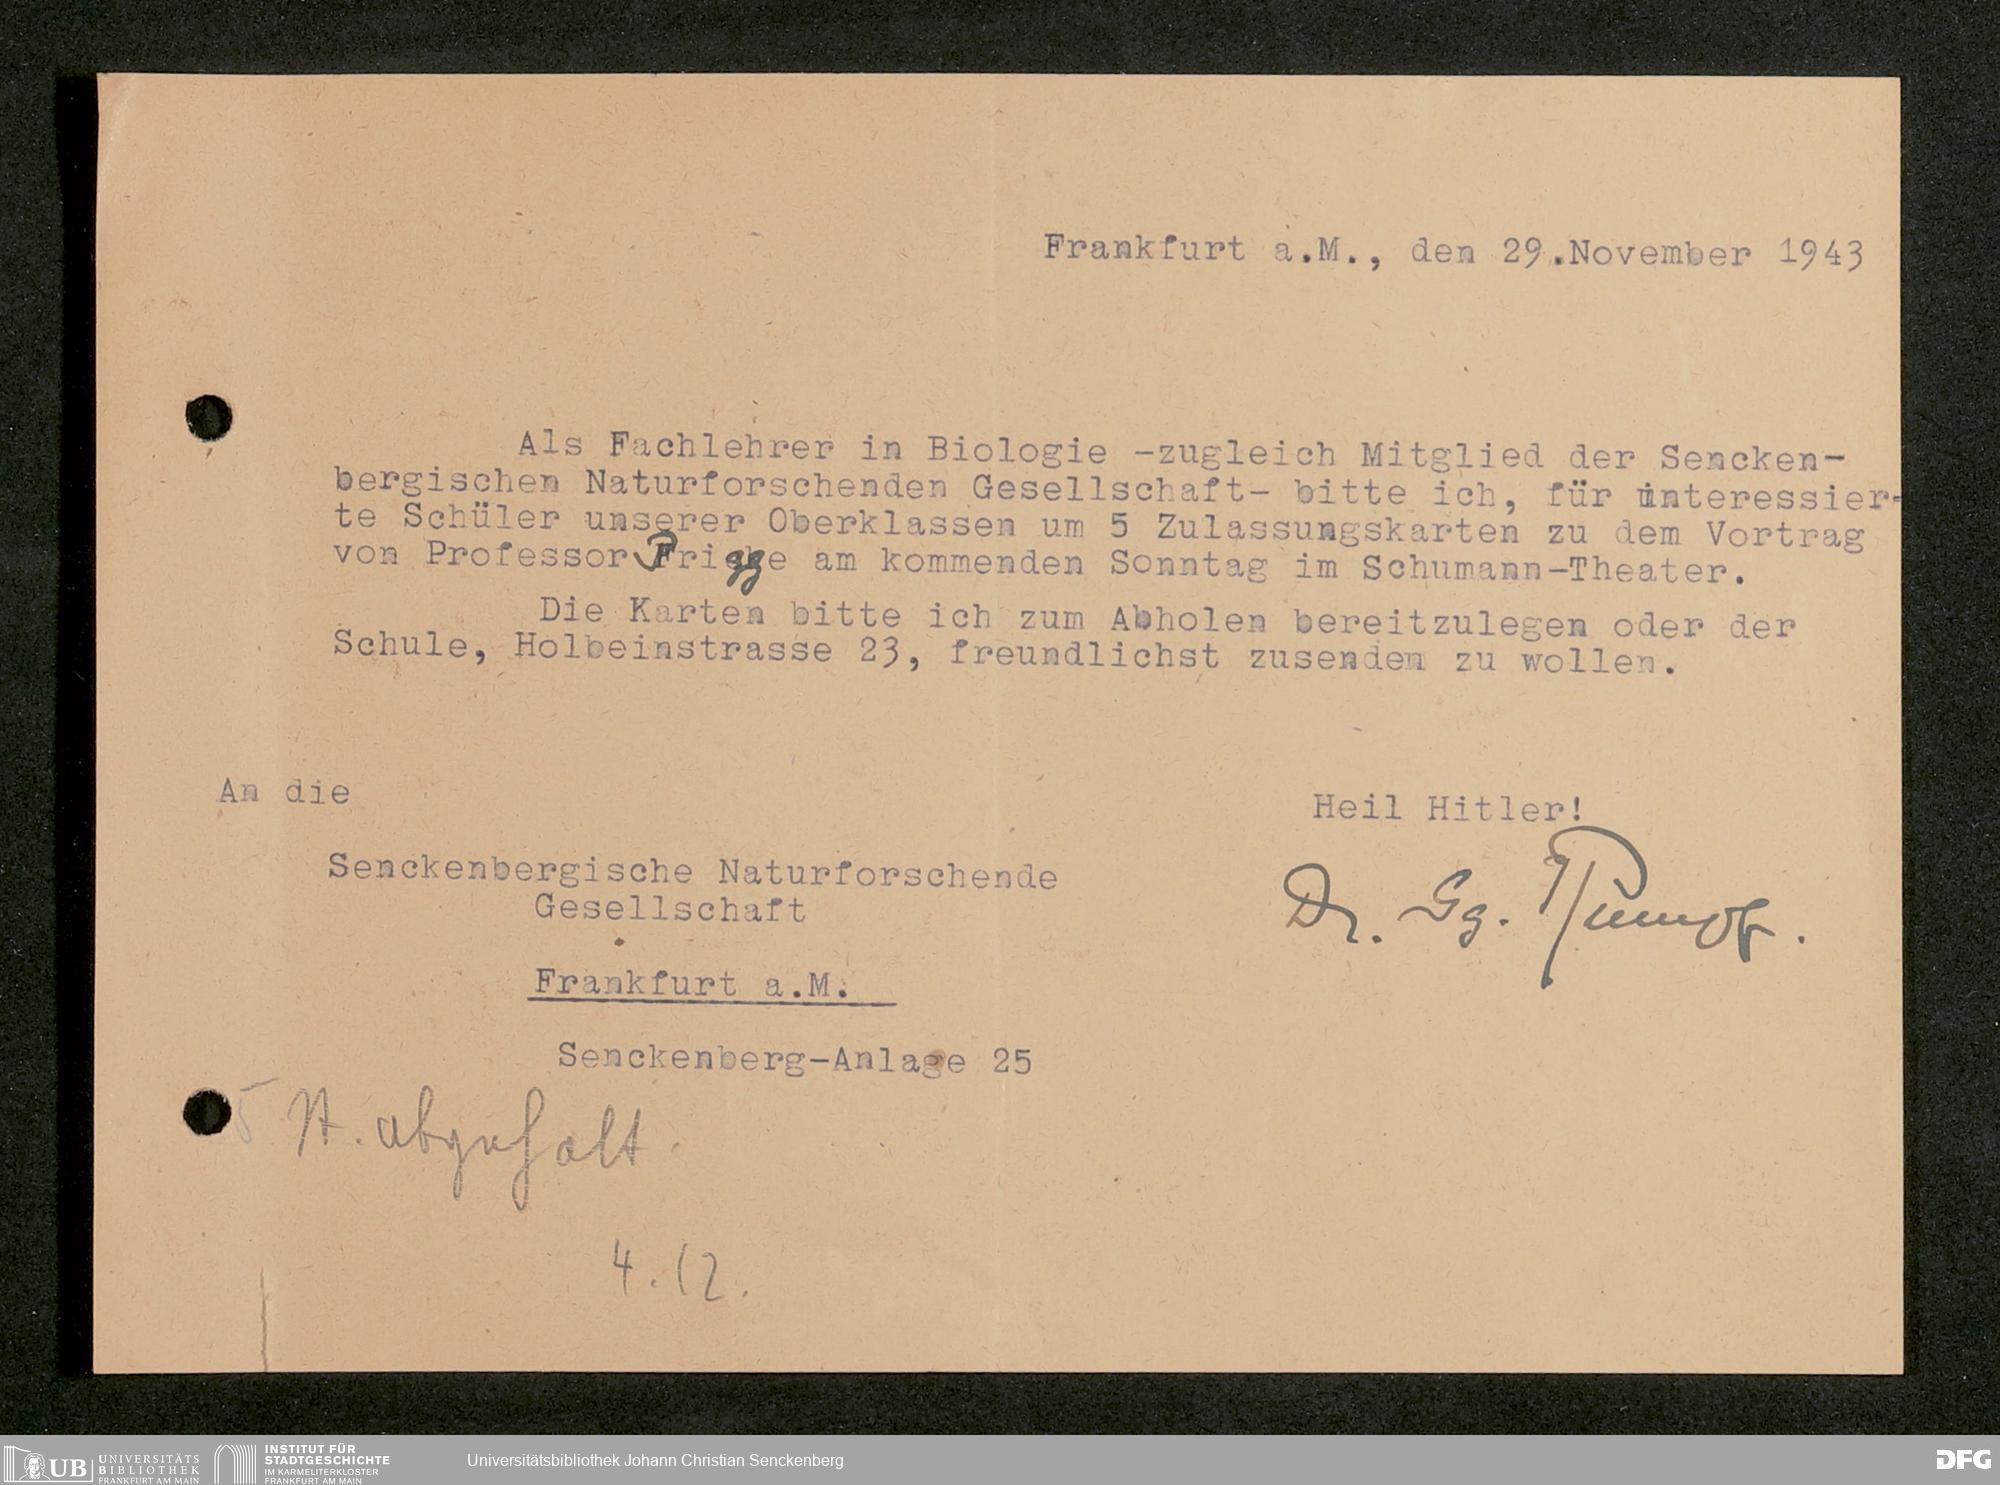 Frankfurt a.M., den 29.November 1943
Als Fachlehrer in Biologie -zugleich Mitglied der Sencken-
bergischen Naturforschenden Gesellschaft- bitte ich, für interessier-
te Schüler unserer Oberklassen um 5 Zulassungskarten zu dem Vortrag
von Professor Prigge am kommenden Sonntag im Schumann-Theater.
Die Karten bitte ich zum Abholen bereitzulegen oder der
Schule, Holbeinstrasse 23, freundlichst zusenden zu wollen.
An die
Heil Hitler!
Senckenbergische Naturforschende
Gesellschaft
Dr. Gg.
Frankfurt a.M.
Senckenberg-Anlage 25
5 St. abgeholt.
4.12.
UB UNIVERSITÄTS
BIBLIOTHEK
FRANKFURT AM MAIN
INSTITUT FÜR
STADTGESCHICHTE
IM KARMELITERKLOSTER
FRANKFURT AM MAIN
Universitätsbibliothek Johann Christian Senckenberg
DFG